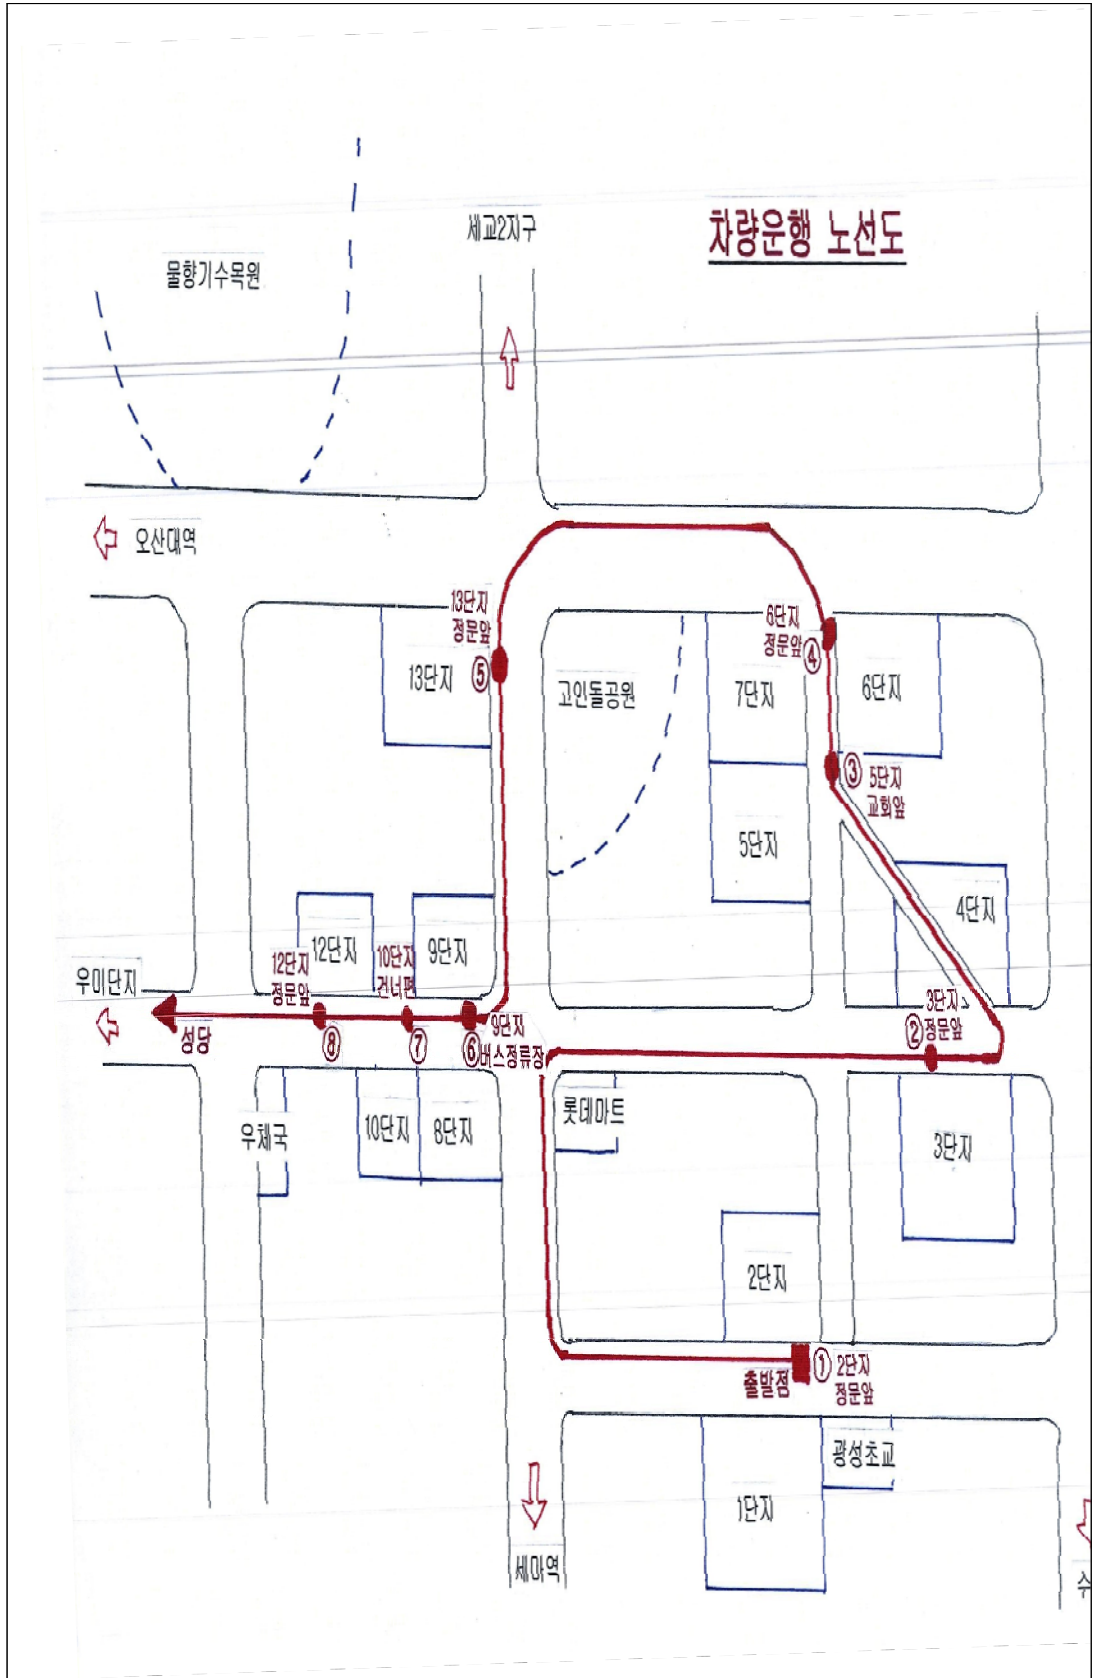 차량운행 노선도
세교2지구
물향기수목원
오산대역
13단지
정문앞
⑤
13단지
고인돌공원
7단지
6단지
정문앞
④
6단지
③
5단지
교회앞
5단지
4단지
12단지
정문앞
12단지
10단지
건너편
9단지
우미단지
성당
⑧
⑦
⑥
9단지
버스정류장
3단지
정문앞
②
우체국
10단지
8단지
롯데마트
3단지
2단지
출발점
①
2단지
정문앞
광성초교
1단지
세마역
수